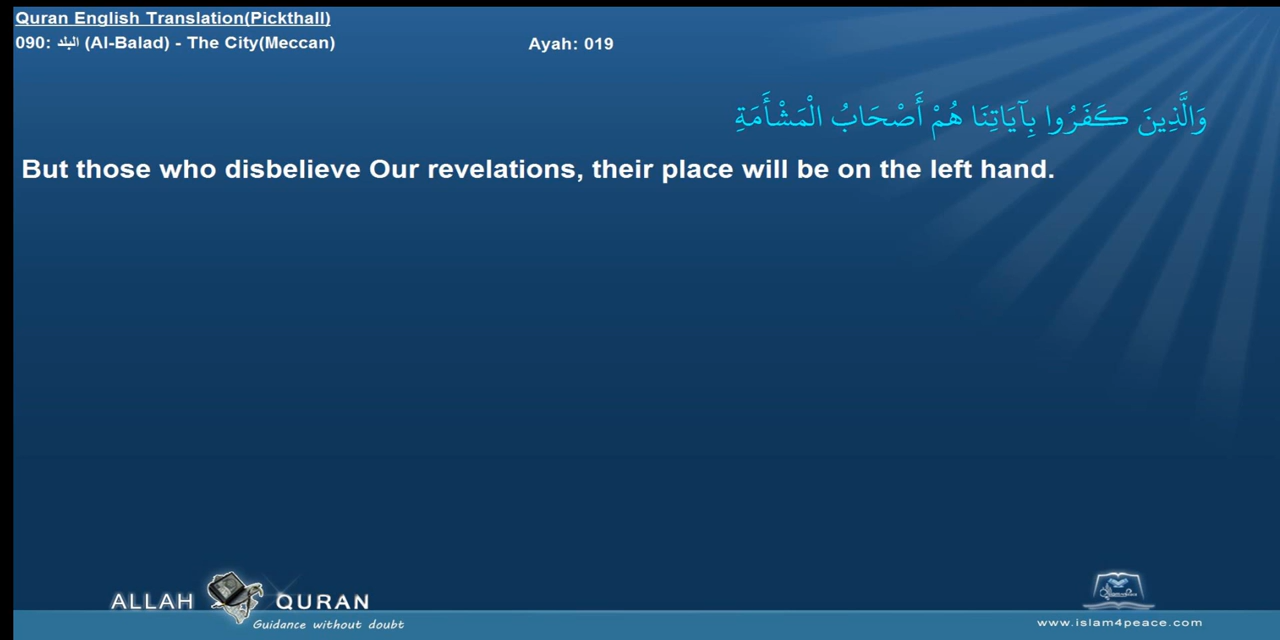 Quran English Translation(Pickthall)
090: البلد (Al-Balad) - The City(Meccan)
Ayah: 019
وَالَّذِينَ كَفَرُوا بِآيَاتِنَا هُمْ أَصْحَابُ الْمَشْأَمَةِ
But those who disbelieve Our revelations, their place will be on the left hand.
ALLAH QURAN
Guidance without doubt
www.islam4peace.com